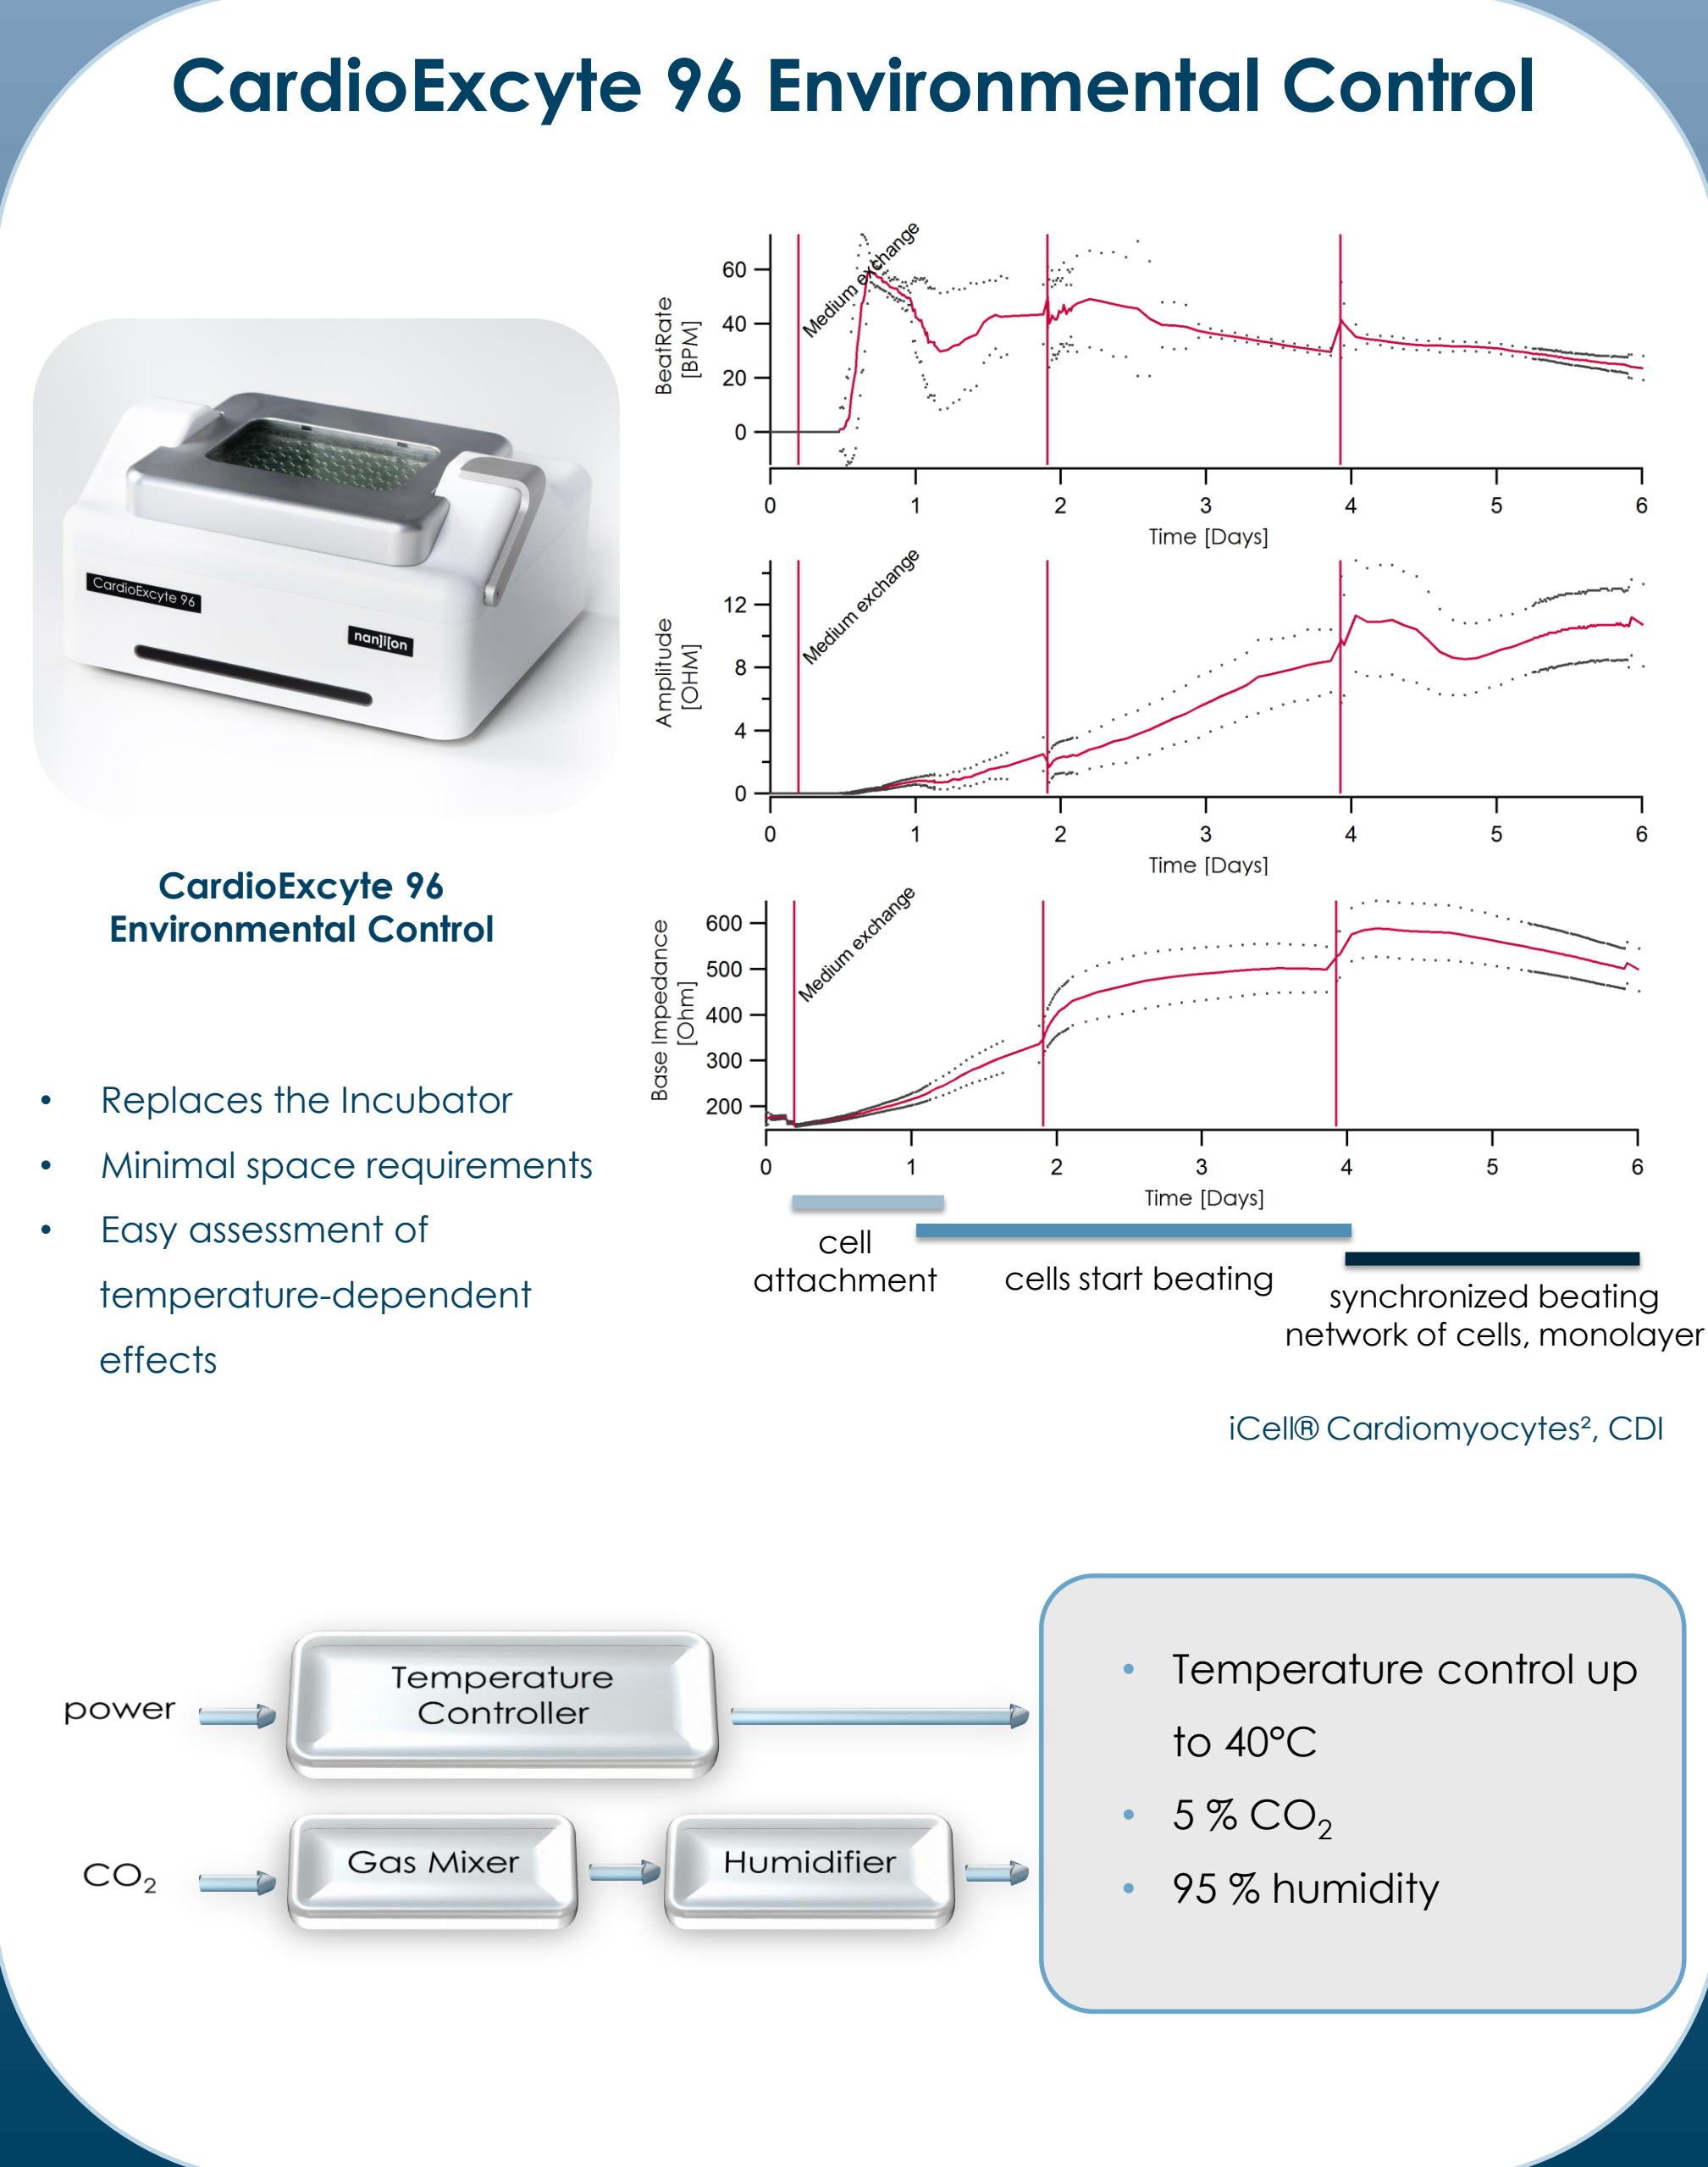 CardioExcyte 96 Environmental Control
CardioExcyte 96
nan]i[on
CardioExcyte 96
Environmental Control
• Replaces the Incubator
• Minimal space requirements
• Easy assessment of
temperature-dependent
effects
BeatRate
[BPM]
60
40
20
0
Medium exchange
0 1 2 3 4 5 6
Time [Days]
Amplitude
[OHM]
12
8
4
0
Medium exchange
0 1 2 3 4 5 6
Time [Days]
Base Impedance
[Ohm]
600
500
400
300
200
Medium exchange
0 1 2 3 4 5 6
Time [Days]
cell
attachment
cells start beating
synchronized beating
network of cells, monolayer
iCell® Cardiomyocytes², CDI
power
Temperature
Controller
CO₂
Gas Mixer
Humidifier
• Temperature control up
to 40°C
• 5 % CO₂
• 95 % humidity